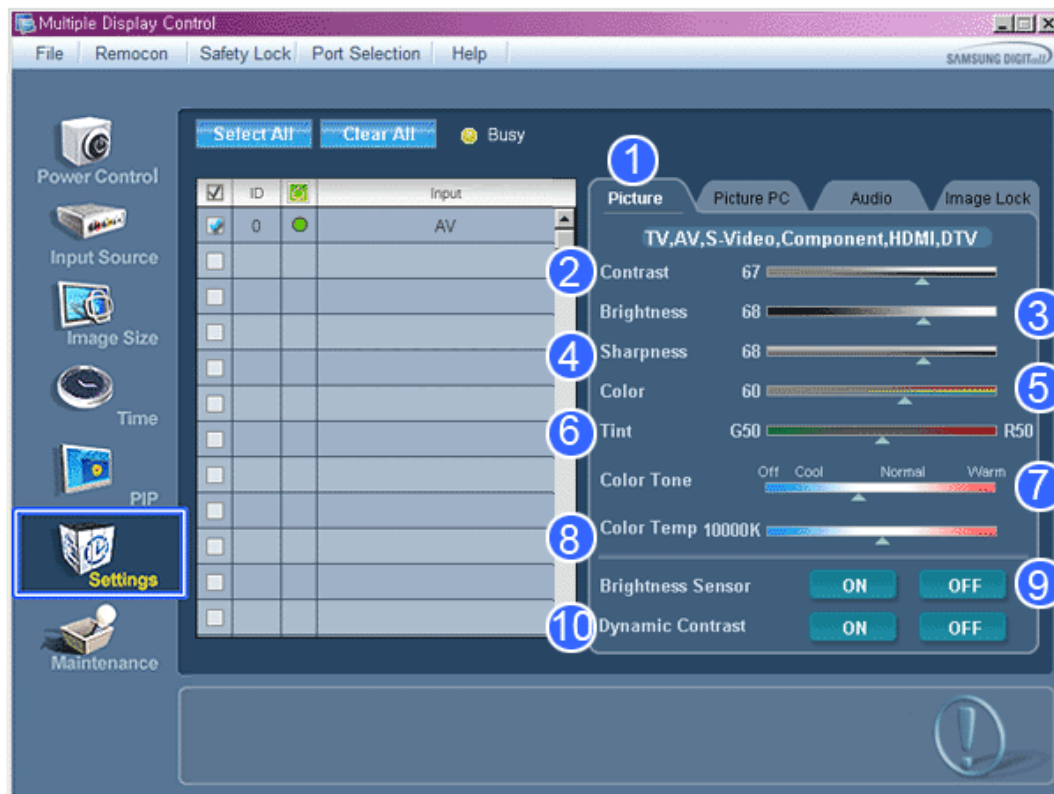 Multiple Display Control
File Remocon Safety Lock Port Selection Help
SAMSUNG DIGITall
Power Control
Input Source
Image Size
Time
PIP
Settings
Maintenance
Select All Clear All Busy
ID Input
0 AV
1
Picture Picture PC Audio Image Lock
TV,AV,S-Video,Component,HDMI,DTV
2 Contrast 67
Brightness 68 3
4 Sharpness 68
Color 60 5
6 Tint G50 R50
Off Cool Normal Warm
Color Tone 7
8 Color Temp 10000K
Brightness Sensor ON OFF 9
10 Dynamic Contrast ON OFF